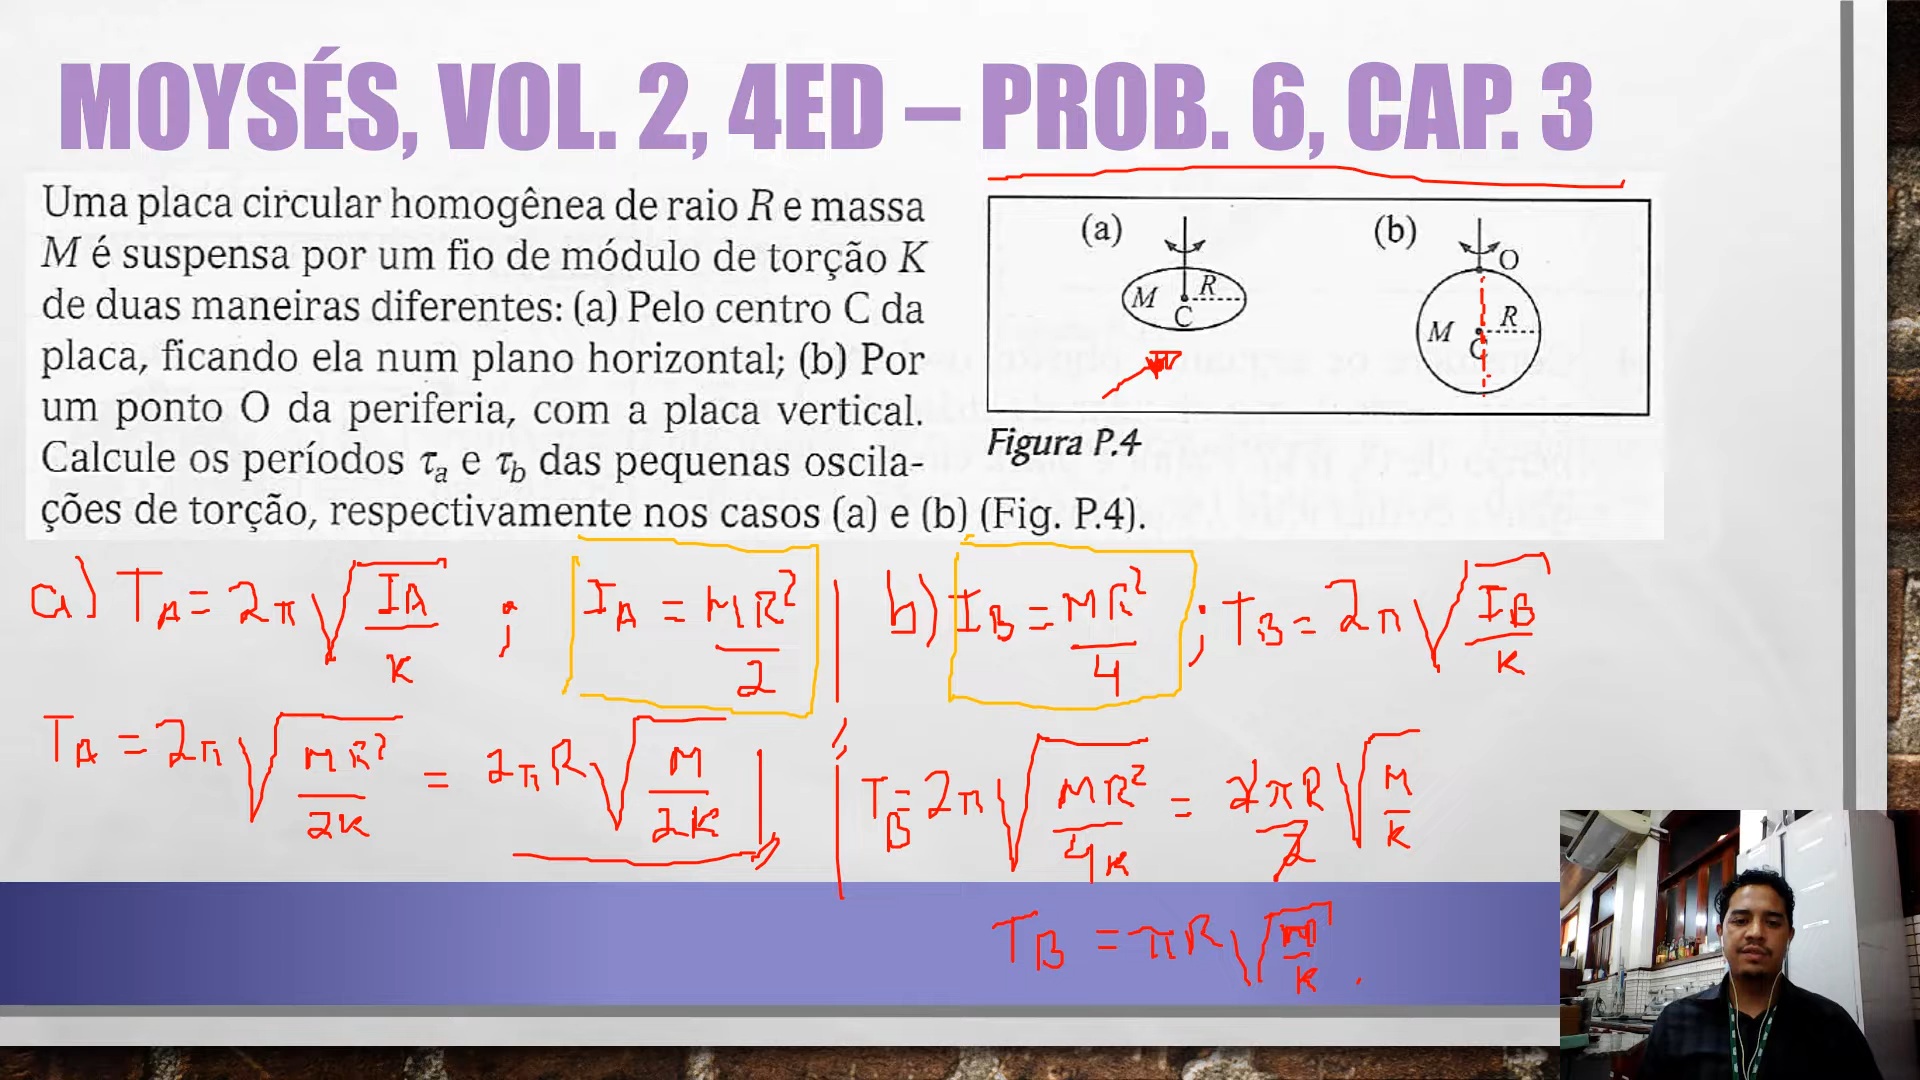 MOYSÉS, VOL. 2, 4ED – PROB. 6, CAP. 3
Uma placa circular homogênea de raio R e massa
M é suspensa por um fio de módulo de torção K
de duas maneiras diferentes: (a) Pelo centro C da
placa, ficando ela num plano horizontal; (b) Por
um ponto O da periferia, com a placa vertical.
Calcule os períodos τa e τb das pequenas oscila-
ções de torção, respectivamente nos casos (a) e (b) (Fig. P.4).
(a)
M
R
C
(b)
O
M
R
C
Figura P.4
a) TA = 2π √(IA/K) ; IA = MR²/2
TA = 2π √(MR²/2K) = 2πR √(M/2K)
b) IB = MR²/4 ; TB = 2π √(IB/K)
TB = 2π √(MR²/4K) = 2πR/2 √(M/K)
TB = πR √(M/K) .